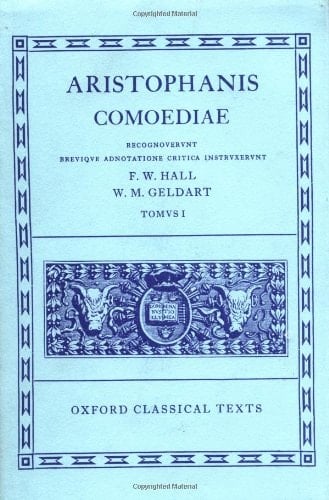 ARISTOPHANIS
COMOEDIAE
RECOGNOVERVNT
BREVIQVE ADNOTATIONE CRITICA INSTRVXERVNT
F. W. HALL
W. M. GELDART
TOMVS I
OXFORD CLASSICAL TEXTS